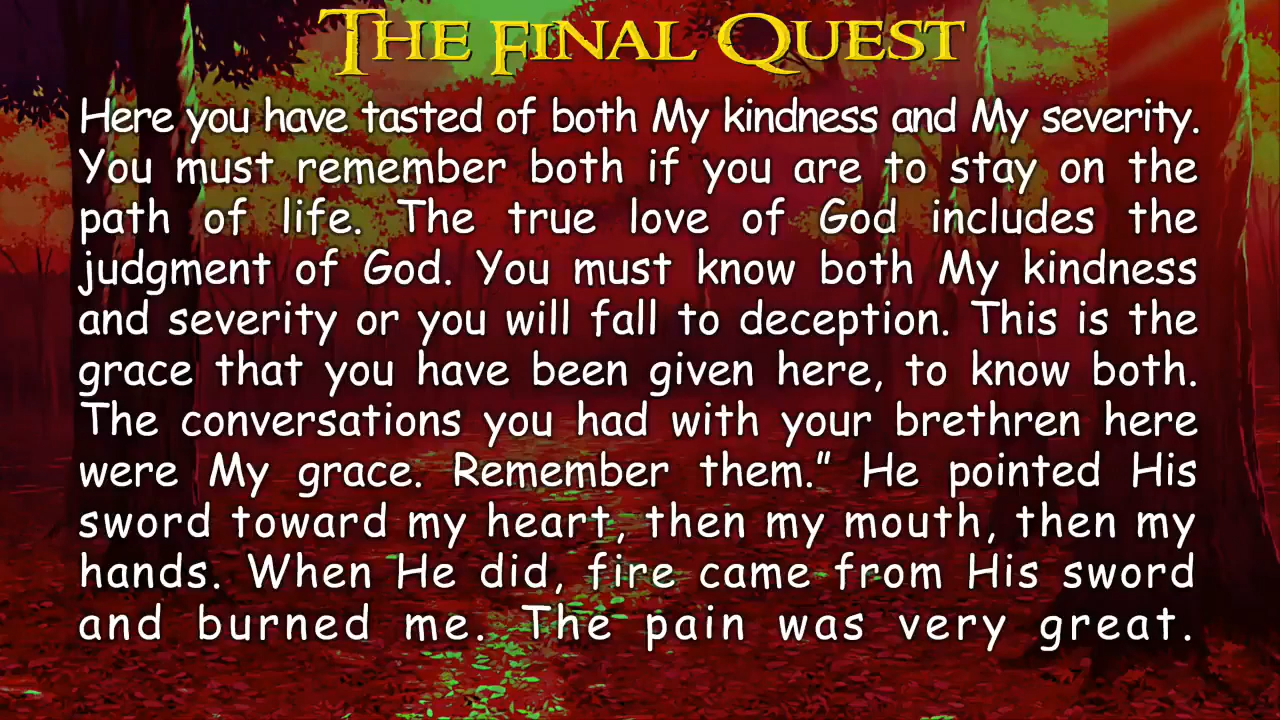 The Final Quest
Here you have tasted of both My kindness and My severity.
You must remember both if you are to stay on the
path of life. The true love of God includes the
judgment of God. You must know both My kindness
and severity or you will fall to deception. This is the
grace that you have been given here, to know both.
The conversations you had with your brethren here
were My grace. Remember them.” He pointed His
sword toward my heart, then my mouth, then my
hands. When He did, fire came from His sword
and burned me. The pain was very great.